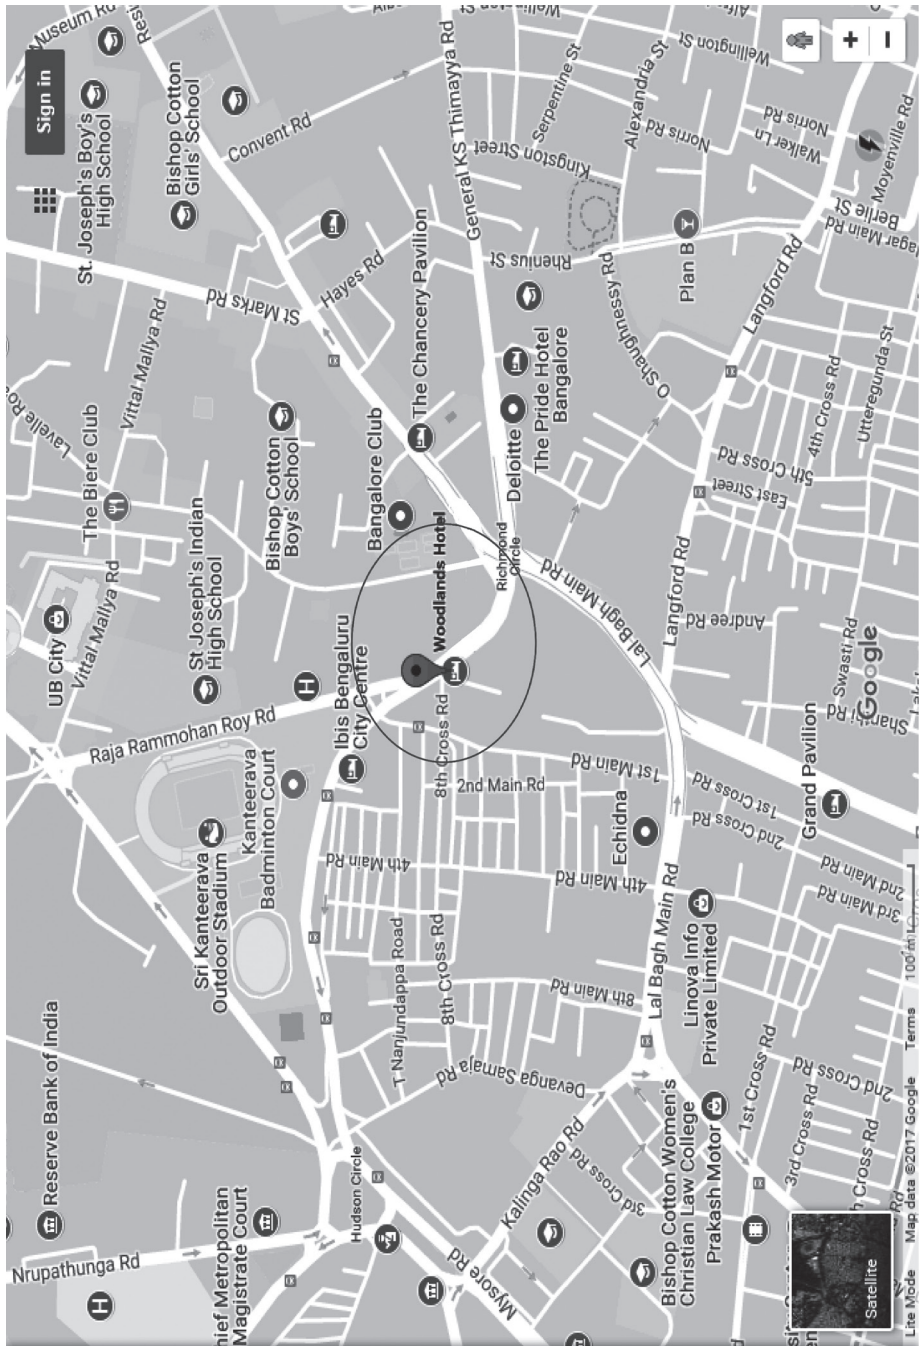 Museum Rd
Sign in
St. Joseph's Boy's
High School
Bishop Cotton
Girls' School
Convent Rd
General KS Thimayya Rd
Serpentine St
Alexandria St
Wellington St
Norris Rd
Norris Rd
Walker Ln
Moyenville Rd
Berlie St
Kingston Street
Rhenius St
Plan B
Langford Rd
O Shaughnessy Rd
Hayes Rd
St Marks Rd
Vittal Mallya Rd
The Biere Club
Bishop Cotton
Boys' School
Bangalore Club
The Chancery Pavilion
Deloitte
The Pride Hotel
Bangalore
4th Cross Rd
5th Cross Rd
East Street
Utteregunda St
UB City
Vittal Mallya Rd
St Joseph's Indian
High School
Raja Rammohan Roy Rd
Ibis Bengaluru
City Centre
Woodlands Hotel
Richmond
Circle
Lal Bagh Main Rd
Langford Rd
Andree Rd
Swasti Rd
Google
Sri Kanteerava
Outdoor Stadium
Kanteerava
Badminton Court
8th Cross Rd
2nd Main Rd
1st Main Rd
4th Main Rd
4th Main Rd
Echidna
1st Cross Rd
2nd Cross Rd
Grand Pavilion
2nd Main Rd
3rd Main Rd
T Nanjundappa Road
8th Cross Rd
8th Main Rd
Lal Bagh Main Rd
Linova Info
Private Limited
Reserve Bank of India
Devanga Samaja Rd
1st Cross Rd
2nd Cross Rd
3rd Cross Rd
Nrupathunga Rd
Metropolitan
Magistrate Court
Hudson Circle
Mysore Rd
Kalinga Rao Rd
3rd Cross Rd
Bishop Cotton Women's
Christian Law College
Prakash Motor
Satellite
Lite Mode Map data ©2017 Google Terms 100 m